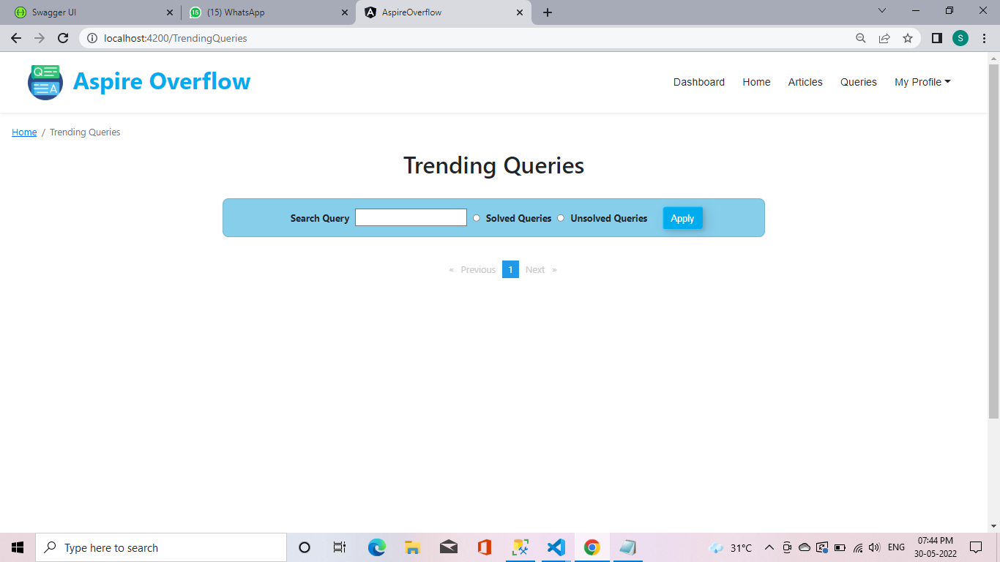 Swagger UI
(15) WhatsApp
AspireOverflow
localhost:4200/TrendingQueries
S
Q
A
Aspire Overflow
Dashboard Home Articles Queries My Profile
Home / Trending Queries
Trending Queries
Search Query Solved Queries Unsolved Queries Apply
« Previous 1 Next »
Type here to search
31°C
ENG
07:44 PM
30-05-2022